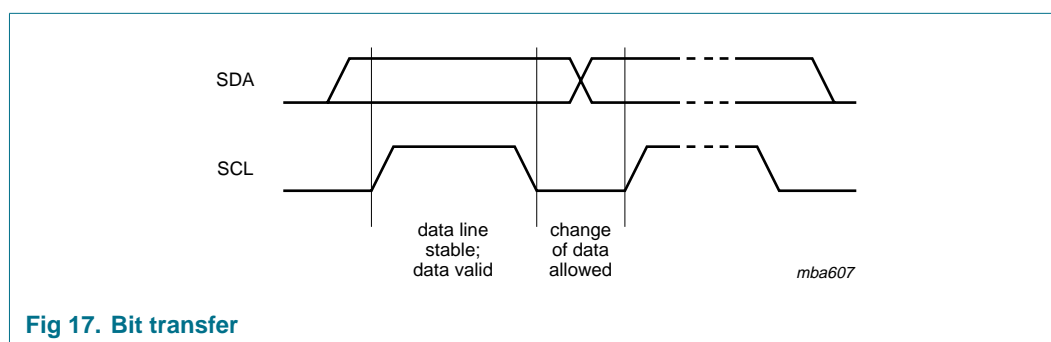 SDA
SCL
data line
stable;
data valid
change
of data
allowed
mba607
Fig 17. Bit transfer